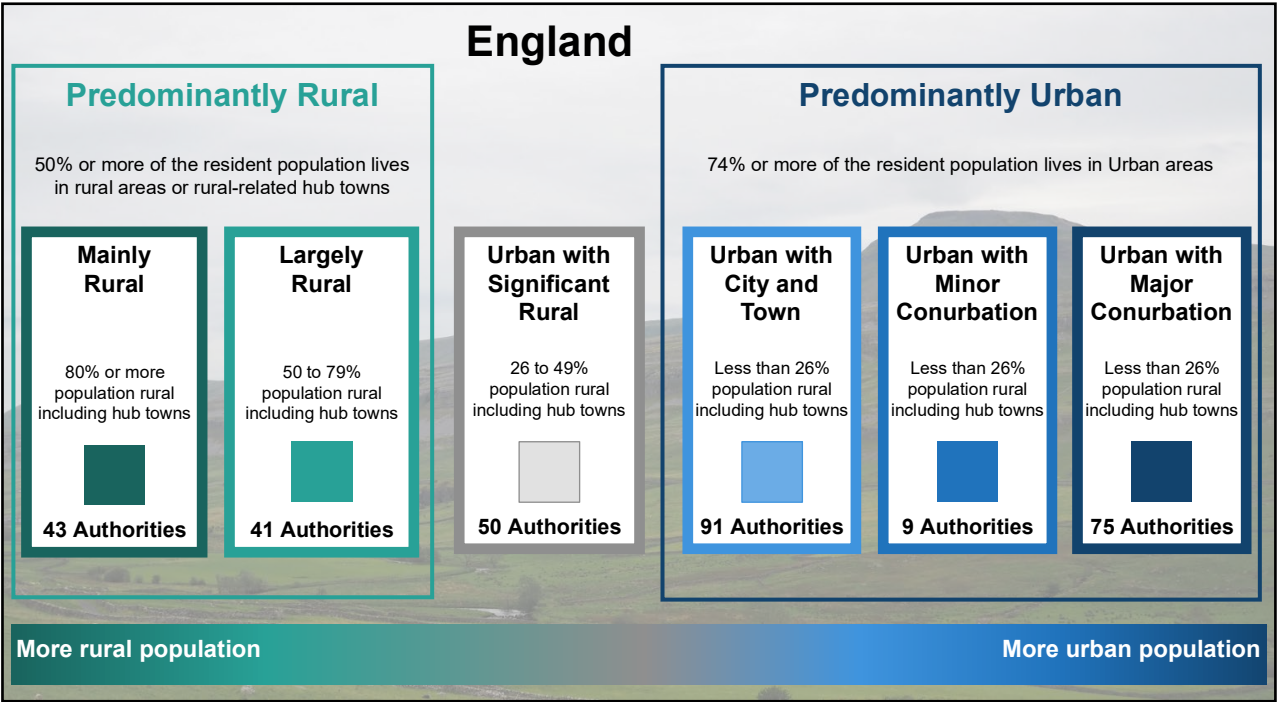 England
Predominantly Rural
50% or more of the resident population lives
in rural areas or rural-related hub towns
Mainly
Rural
80% or more
population rural
including hub towns
43 Authorities
Largely
Rural
50 to 79%
population rural
including hub towns
41 Authorities
Urban with
Significant
Rural
26 to 49%
population rural
including hub towns
50 Authorities
Predominantly Urban
74% or more of the resident population lives in Urban areas
Urban with
City and
Town
Less than 26%
population rural
including hub towns
91 Authorities
Urban with
Minor
Conurbation
Less than 26%
population rural
including hub towns
9 Authorities
Urban with
Major
Conurbation
Less than 26%
population rural
including hub towns
75 Authorities
More rural population
More urban population